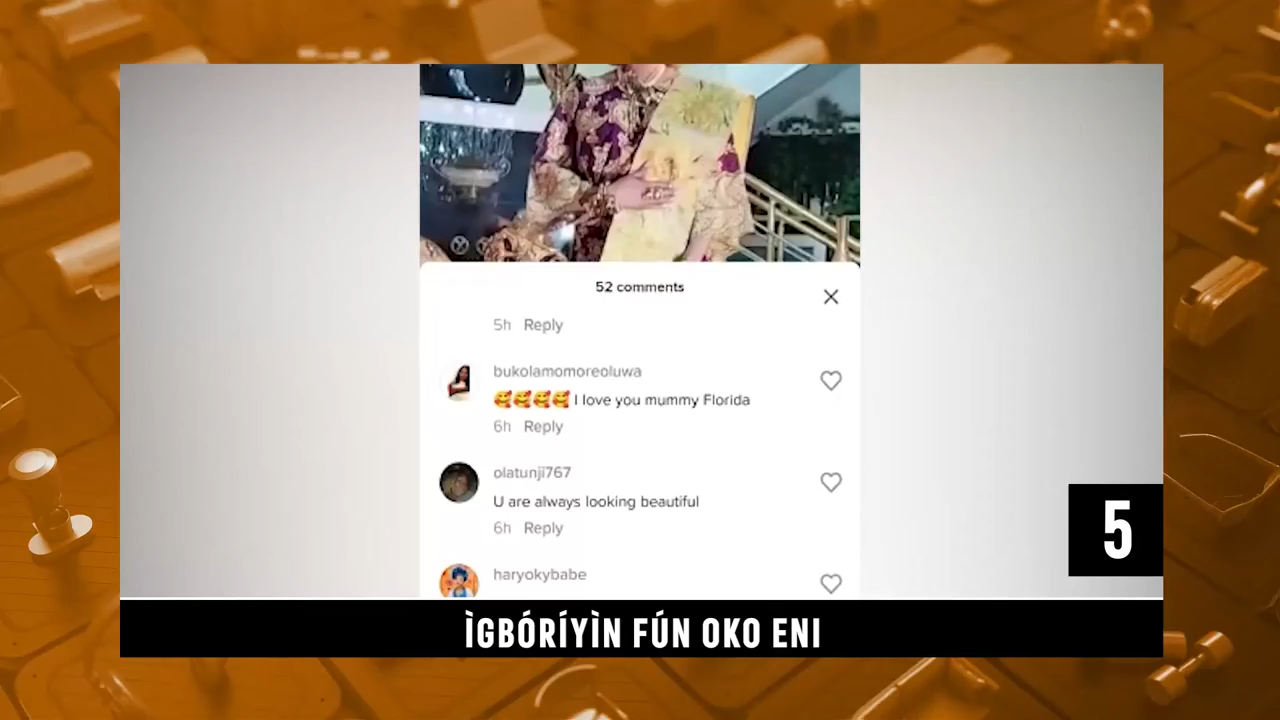 52 comments
5h Reply
bukolamomoreoluwa
🥰🥰🥰🥰 I love you mummy Florida
6h Reply
olatunji767
U are always looking beautiful
6h Reply
haryokybabe
5
ÌGBÓRÍYÌN FÚN OKO ENI